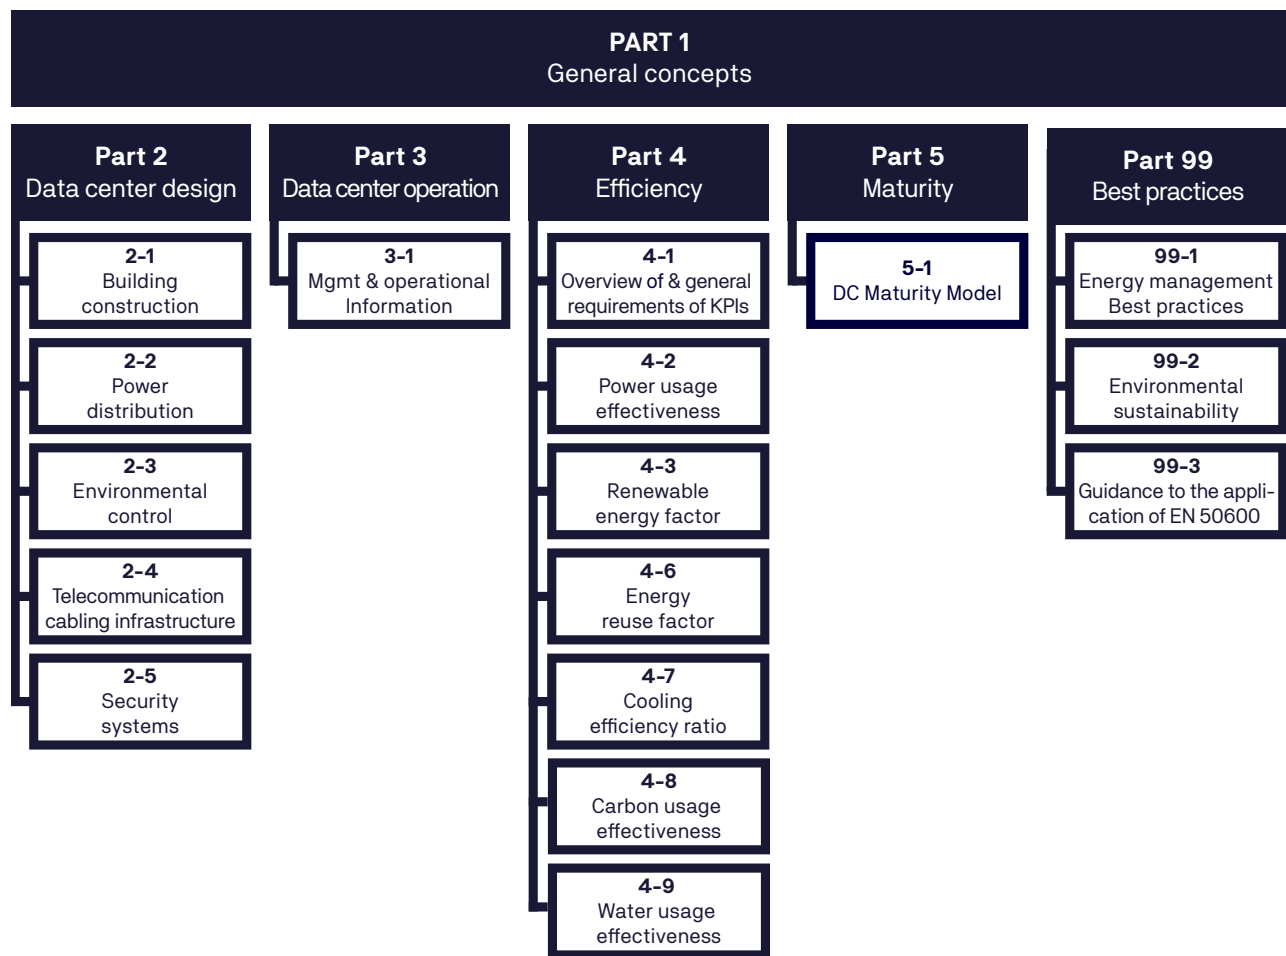 PART 1
General concepts
Part 2
Data center design
2-1
Building
construction
2-2
Power
distribution
2-3
Environmental
control
2-4
Telecommunication
cabling infrastructure
2-5
Security
systems
Part 3
Data center operation
3-1
Mgmt & operational
Information
Part 4
Efficiency
4-1
Overview of & general
requirements of KPIs
4-2
Power usage
effectiveness
4-3
Renewable
energy factor
4-6
Energy
reuse factor
4-7
Cooling
efficiency ratio
4-8
Carbon usage
effectiveness
4-9
Water usage
effectiveness
Part 5
Maturity
5-1
DC Maturity Model
Part 99
Best practices
99-1
Energy management
Best practices
99-2
Environmental
sustainability
99-3
Guidance to the appli-
cation of EN 50600